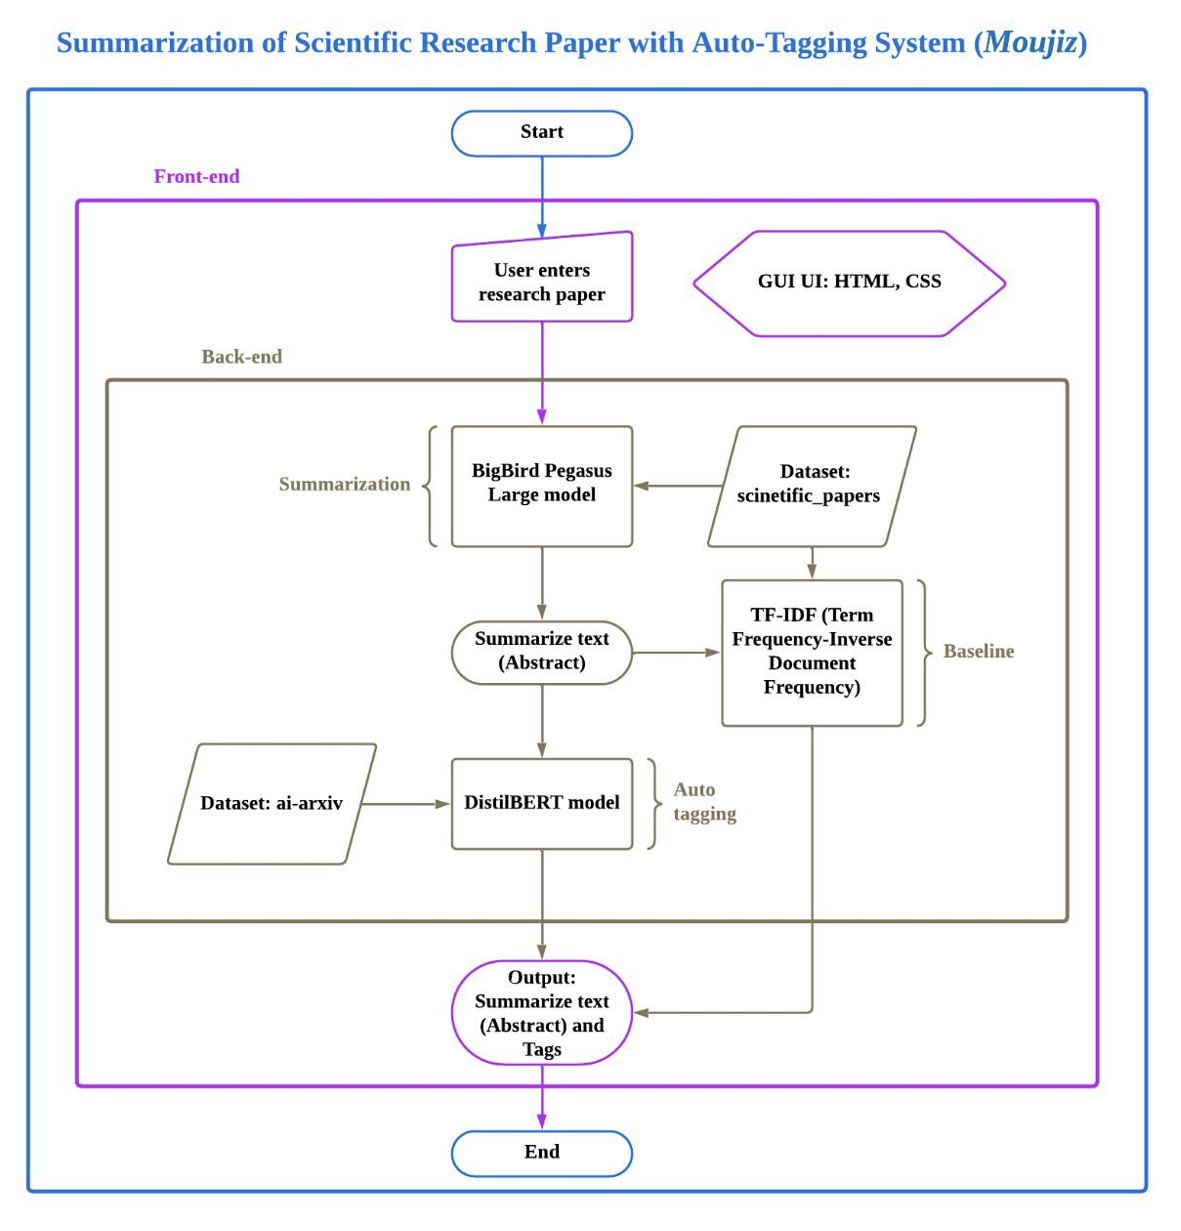 Summarization of Scientific Research Paper with Auto-Tagging System (Moujiz)
Start
Front-end
User enters
research paper
GUI UI: HTML, CSS
Back-end
Summarization
BigBird Pegasus
Large model
Dataset:
scinetific_papers
Summarize text
(Abstract)
TF-IDF (Term
Frequency-Inverse
Document
Frequency)
Baseline
Dataset: ai-arxiv
DistilBERT model
Auto
tagging
Output:
Summarize text
(Abstract) and
Tags
End